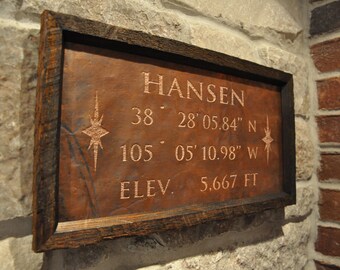 HANSEN
38° 28' 05.84" N
105° 05' 10.98" W
ELEV. 5.667 FT